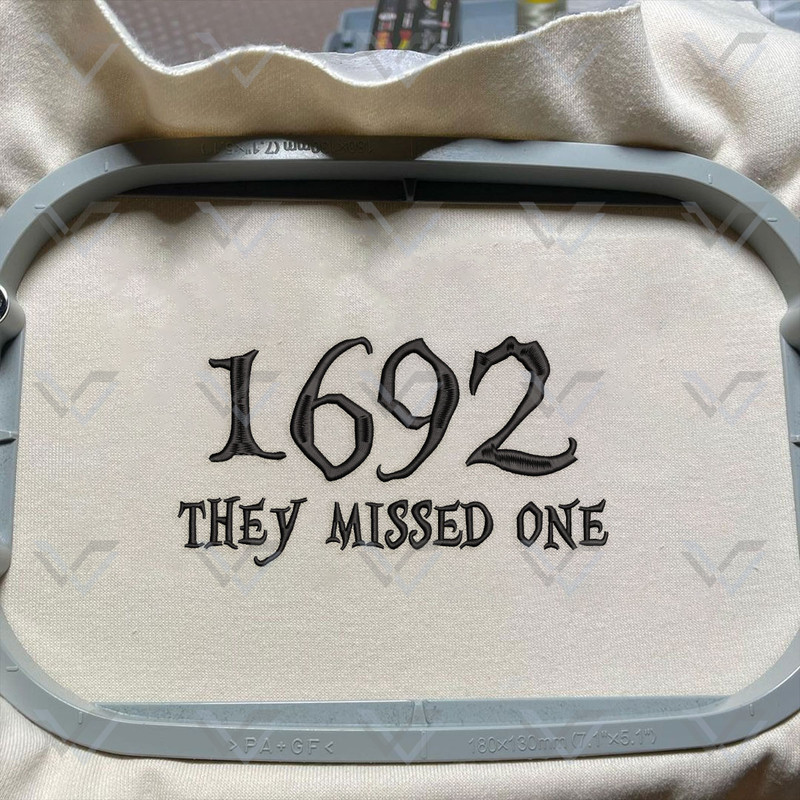 1692
THEY MISSED ONE
>PA+GF<
180x130mm (7.1"x5.1")